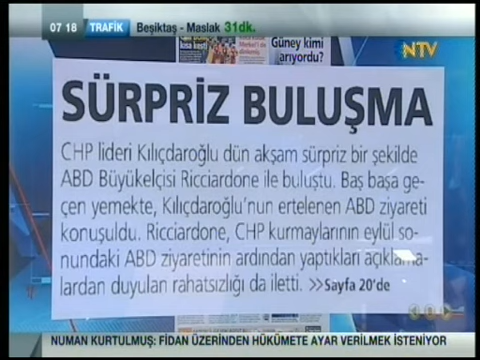 07 18 TRAFİK Beşiktaş - Maslak 31dk.
kısa kesti
Güney kimi
arıyordu?
NTV
SÜRPRİZ BULUŞMA
CHP lideri Kılıçdaroğlu dün akşam sürpriz bir şekilde
ABD Büyükelçisi Ricciardone ile buluştu. Baş başa ge-
çen yemekte, Kılıçdaroğlu'nun ertelenen ABD ziyareti
konuşuldu. Ricciardone, CHP kurmaylarının eylül so-
nundaki ABD ziyaretinin ardından yaptıkları açıklama-
lardan duyulan rahatsızlığı da iletti. >>Sayfa 20'de
NUMAN KURTULMUŞ: FİDAN ÜZERİNDEN HÜKÜMETE AYAR VERİLMEK İSTENİYOR